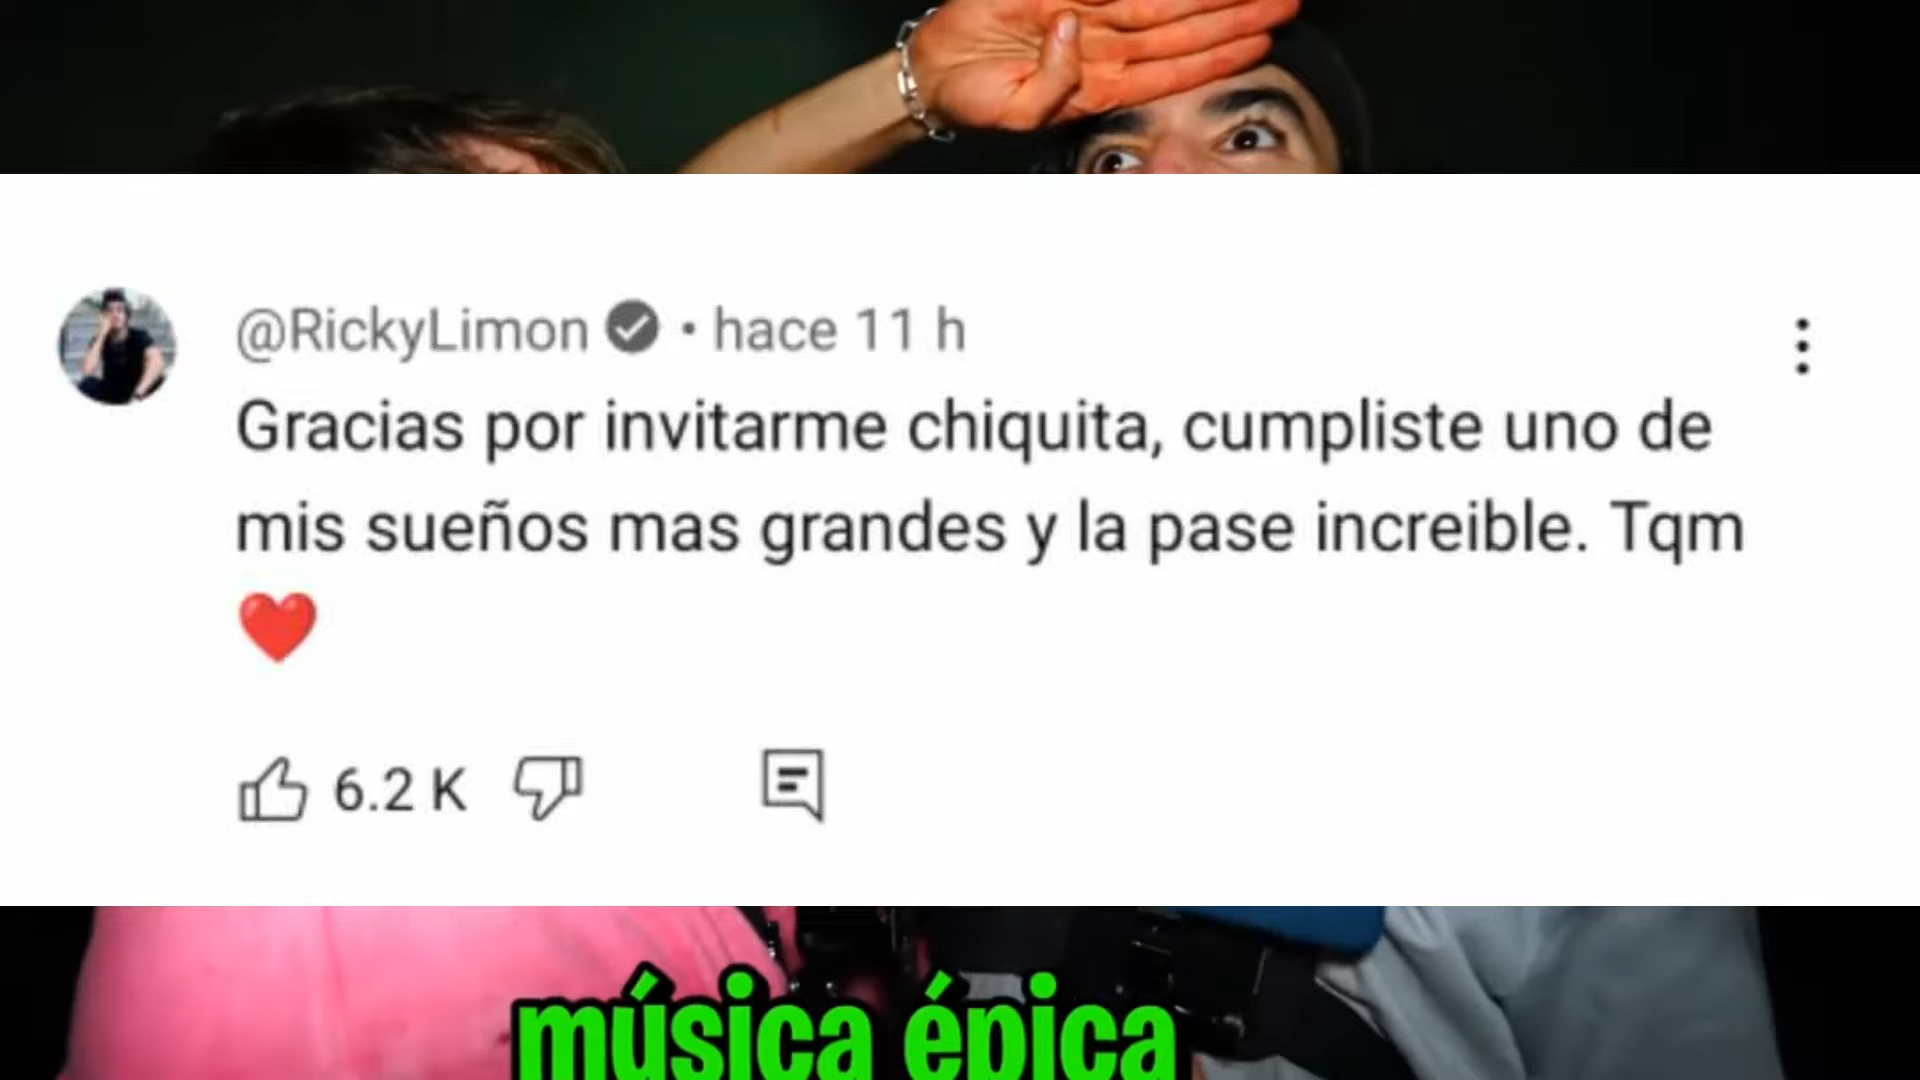 @RickyLimon • hace 11 h
Gracias por invitarme chiquita, cumpliste uno de
mis sueños mas grandes y la pase increible. Tqm
❤️
6.2 K
música épica